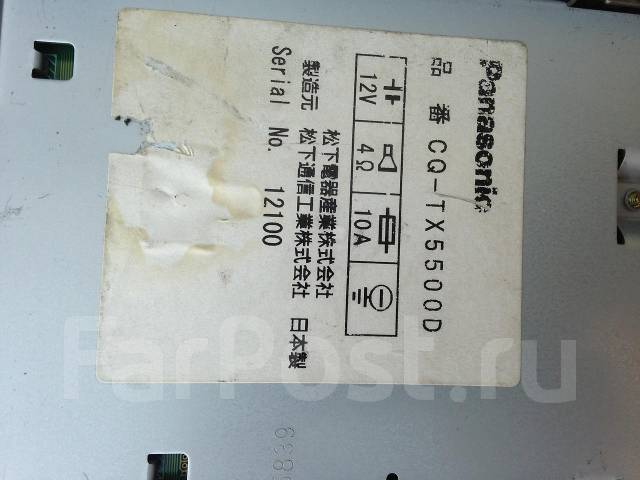 Panasonic
品 番 CQ-TX5500D
12V 4Ω 10A
松下電器産業株式会社
製造元 松下通信工業株式会社 日本製
Serial No. 12100
FarPost.ru